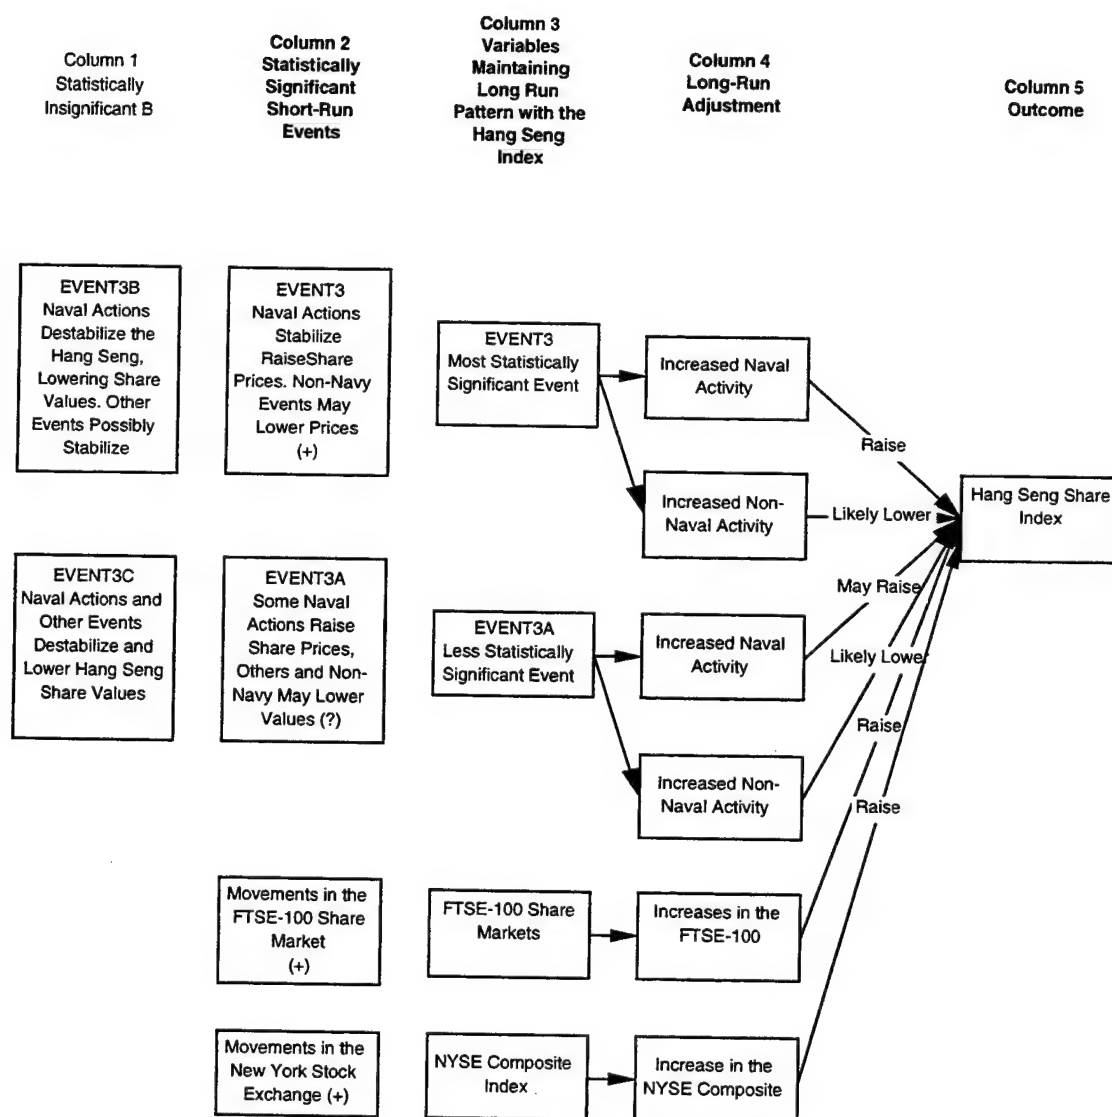 Column 1
Statistically
Insignificant B
Column 2
Statistically
Significant
Short-Run
Events
Column 3
Variables
Maintaining
Long Run
Pattern with the
Hang Seng
Index
Column 4
Long-Run
Adjustment
Column 5
Outcome
EVENT3B
Naval Actions
Destabilize the
Hang Seng,
Lowering Share
Values. Other
Events Possibly
Stabilize
EVENT3
Naval Actions
Stabilize
RaiseShare
Prices. Non-Navy
Events May
Lower Prices
(+)
EVENT3
Most Statistically
Significant Event
Increased Naval
Activity
Raise
Increased Non-
Naval Activity
Likely Lower
Hang Seng Share
Index
EVENT3C
Naval Actions and
Other Events
Destabilize and
Lower Hang Seng
Share Values
EVENT3A
Some Naval
Actions Raise
Share Prices,
Others and Non-
Navy May Lower
Values (?)
EVENT3A
Less Statistically
Significant Event
Increased Naval
Activity
May Raise
Likely Lower
Increased Non-
Naval Activity
Raise
Raise
Movements in the
FTSE-100 Share
Market
(+)
FTSE-100 Share
Markets
Increases in the
FTSE-100
Movements in the
New York Stock
Exchange (+)
NYSE Composite
Index
Increase in the
NYSE Composite